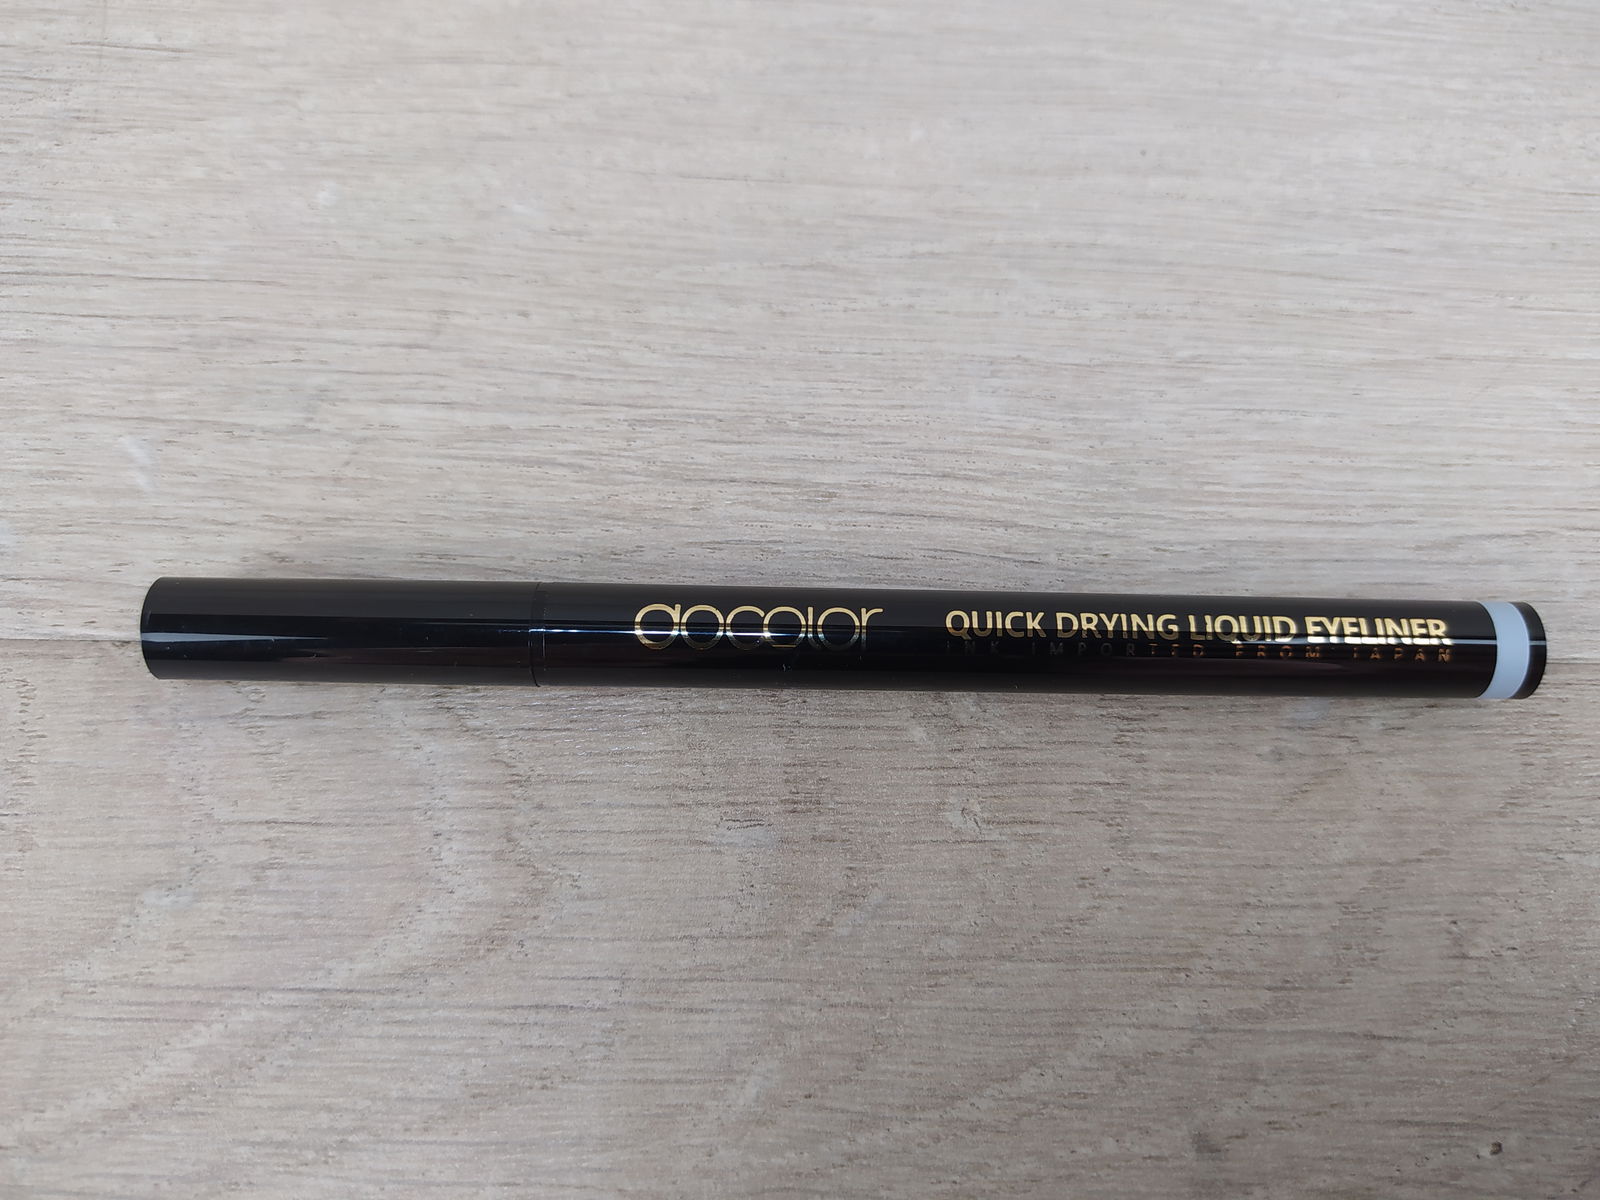 docolor
QUICK DRYING LIQUID EYELINER
INK IMPORTED FROM JAPAN